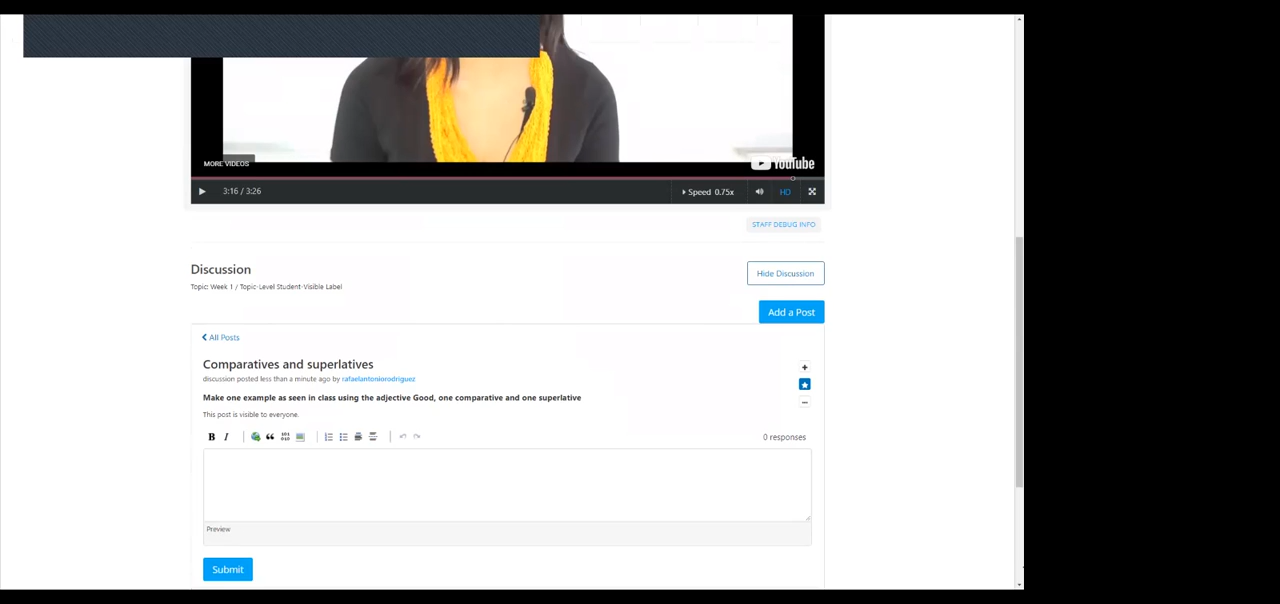 MORE VIDEOS
YouTube
3:16 / 3:26
Speed 0.75x
HD
STAFF DEBUG INFO
Discussion
Hide Discussion
Topic: Week 1 / Topic-Level Student-Visible Label
Add a Post
All Posts
Comparatives and superlatives
discussion posted less than a minute ago by rafaelantoniorodriguez
Make one example as seen in class using the adjective Good, one comparative and one superlative
This post is visible to everyone.
B I
0 responses
Preview
Submit